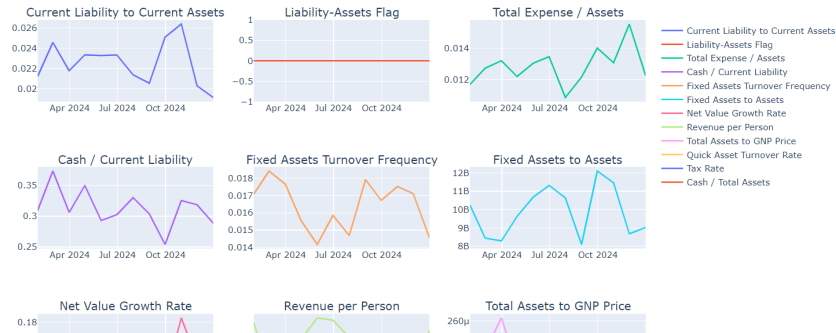 Current Liability to Current Assets
Liability-Assets Flag
Total Expense / Assets
0.026
0.024
0.022
0.02
Apr 2024 Jul 2024 Oct 2024
1
0.5
0
−0.5
−1
Apr 2024 Jul 2024 Oct 2024
0.014
0.012
Apr 2024 Jul 2024 Oct 2024
Current Liability to Current Assets
Liability-Assets Flag
Total Expense / Assets
Cash / Current Liability
Fixed Assets Turnover Frequency
Fixed Assets to Assets
Net Value Growth Rate
Revenue per Person
Total Assets to GNP Price
Quick Asset Turnover Rate
Tax Rate
Cash / Total Assets
Cash / Current Liability
Fixed Assets Turnover Frequency
Fixed Assets to Assets
0.35
0.3
0.25
Apr 2024 Jul 2024 Oct 2024
0.018
0.017
0.016
0.015
0.014
Apr 2024 Jul 2024 Oct 2024
12B
11B
10B
9B
8B
Apr 2024 Jul 2024 Oct 2024
Net Value Growth Rate
Revenue per Person
Total Assets to GNP Price
0.18
260μ